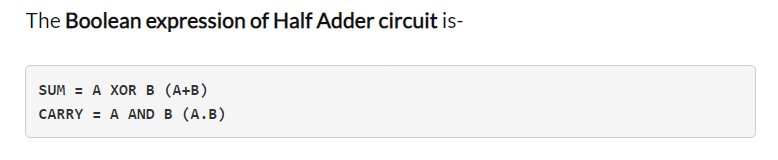 The Boolean expression of Half Adder circuit is-
SUM = A XOR B (A+B)
CARRY = A AND B (A.B)